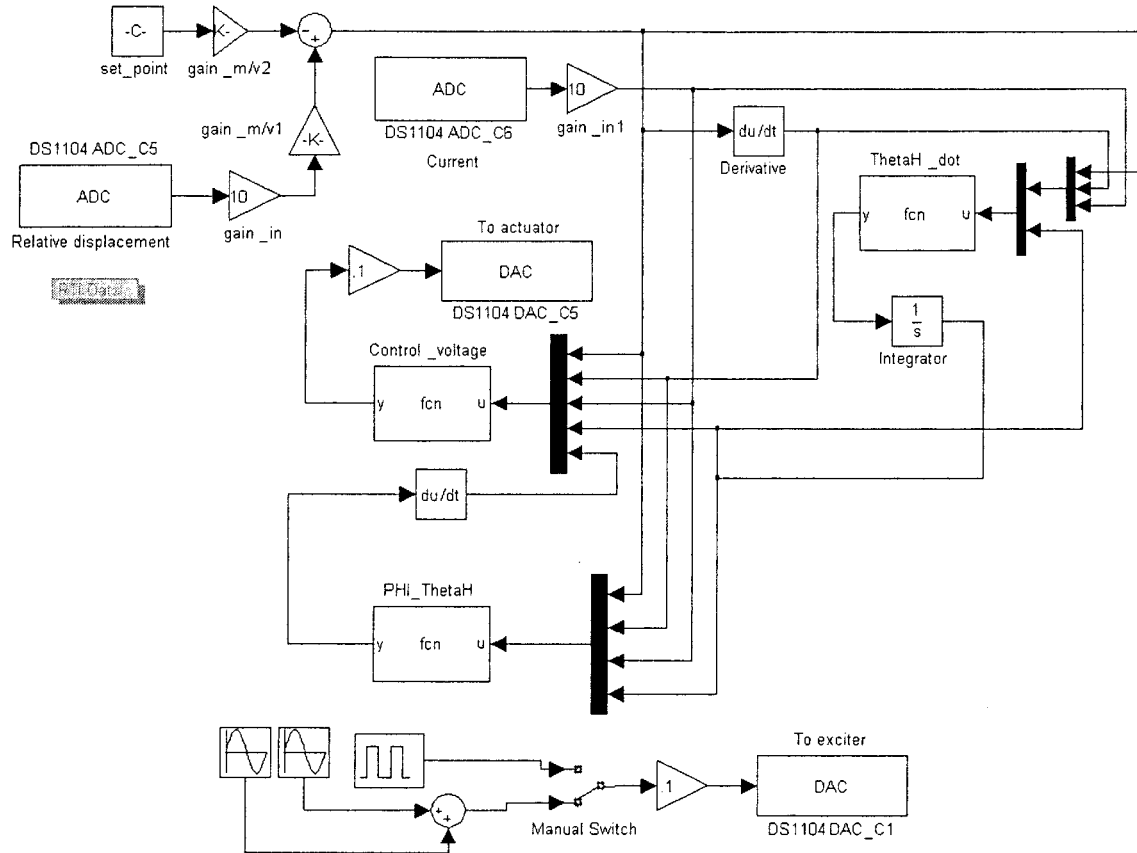 -C-
set_point
K-
gain _m/v2
-
+
gain _m/v1
-K-
DS1104 ADC_C5
ADC
Relative displacement
10
gain _in
ADC
DS1104 ADC_C6
Current
10
gain _in1
du/dt
Derivative
ThetaH _dot
y
fcn
u
1
s
Integrator
To actuator
.1
DAC
DS1104 DAC_C5
Control _voltage
y
fcn
u
du/dt
PHI_ThetaH
y
fcn
u
+
+
Manual Switch
.1
To exciter
DAC
DS1104 DAC_C1